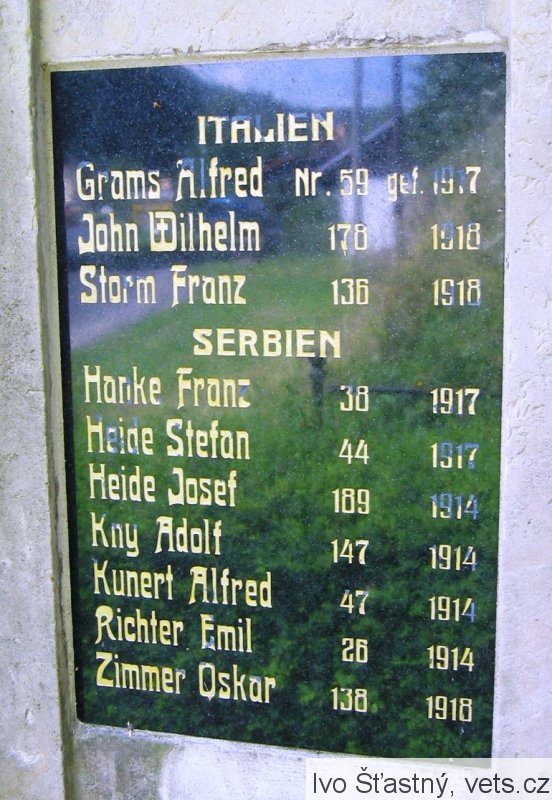 ITALIEN
Grams Alfred Nr. 59 gef. 1917
John Wilhelm 178 1918
Storm Franz 136 1918
SERBIEN
Hanke Franz 38 1917
Heide Stefan 44 1917
Heide Josef 189 1914
Kny Adolf 147 1914
Kunert Alfred 47 1914
Richter Emil 26 1914
Zimmer Oskar 138 1918
Ivo Šťastný, vets.cz